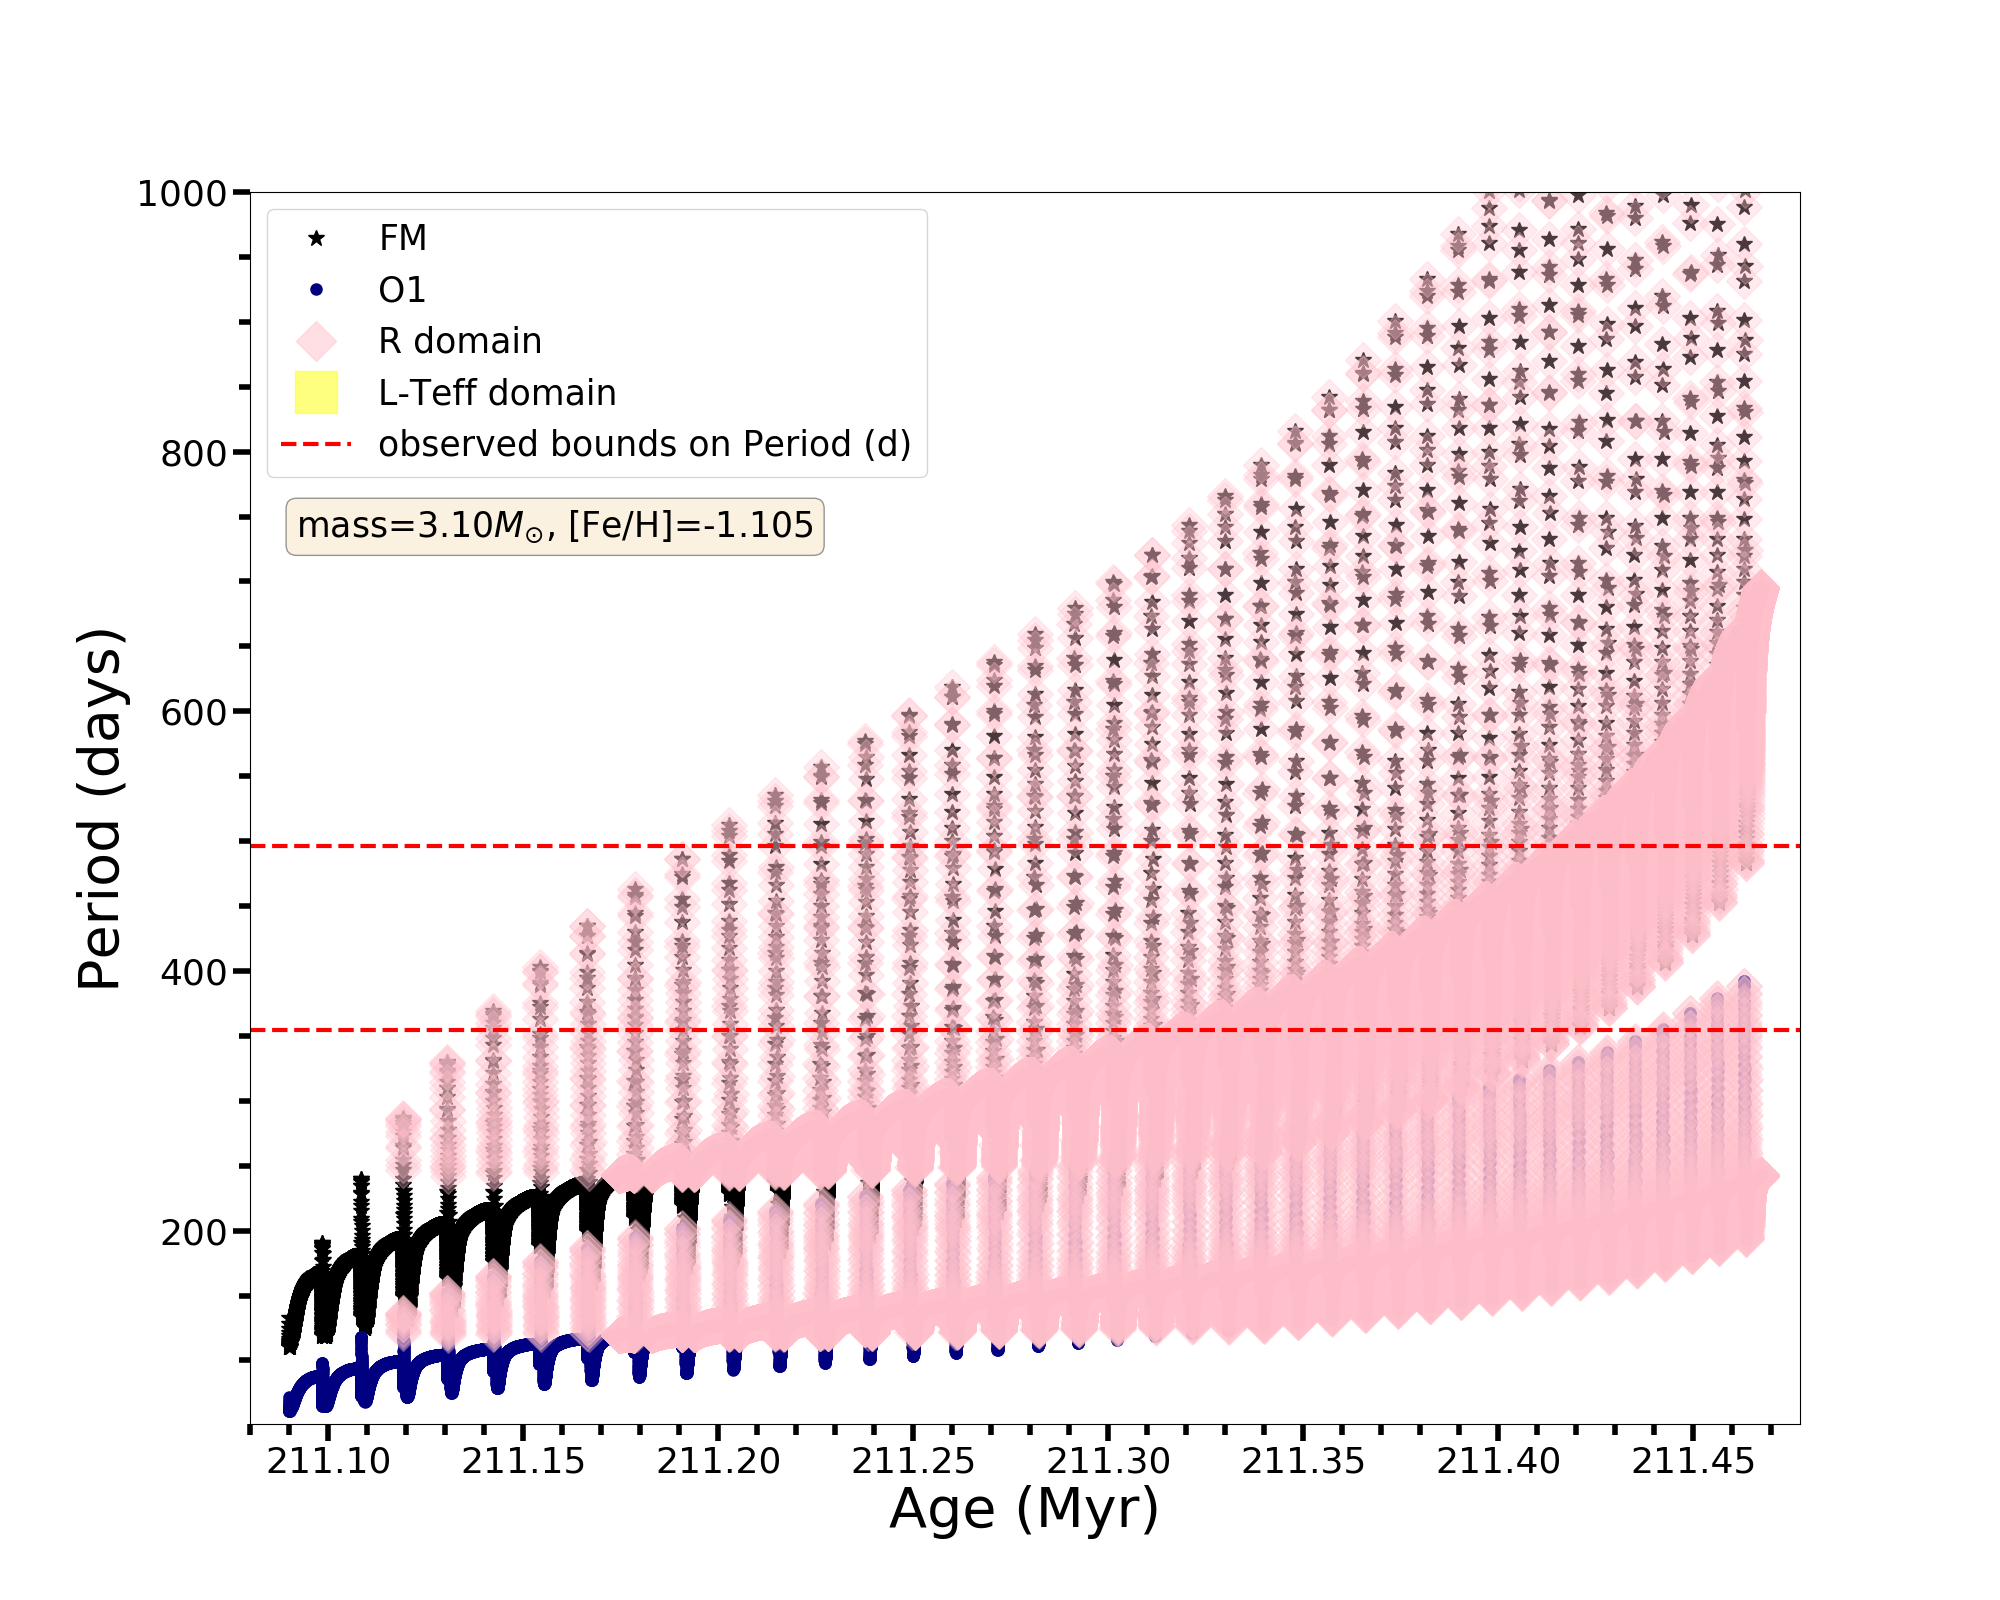 FM
O1
R domain
L-Teff domain
observed bounds on Period (d)
mass=3.10M☉, [Fe/H]=-1.105
Period (days)
1000
800
600
400
200
211.10 211.15 211.20 211.25 211.30 211.35 211.40 211.45
Age (Myr)